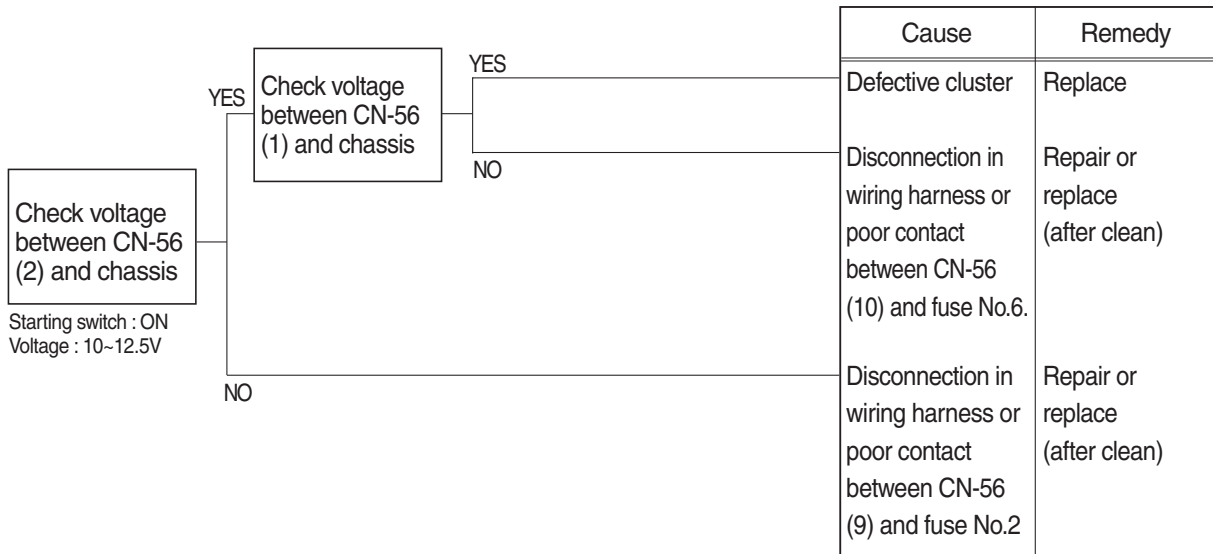 Cause
Remedy
YES
Check voltage
between CN-56
(1) and chassis
YES
Defective cluster
Replace
NO
Disconnection in
wiring harness or
poor contact
between CN-56
(10) and fuse No.6.
Repair or
replace
(after clean)
Check voltage
between CN-56
(2) and chassis
Starting switch : ON
Voltage : 10~12.5V
NO
Disconnection in
wiring harness or
poor contact
between CN-56
(9) and fuse No.2
Repair or
replace
(after clean)